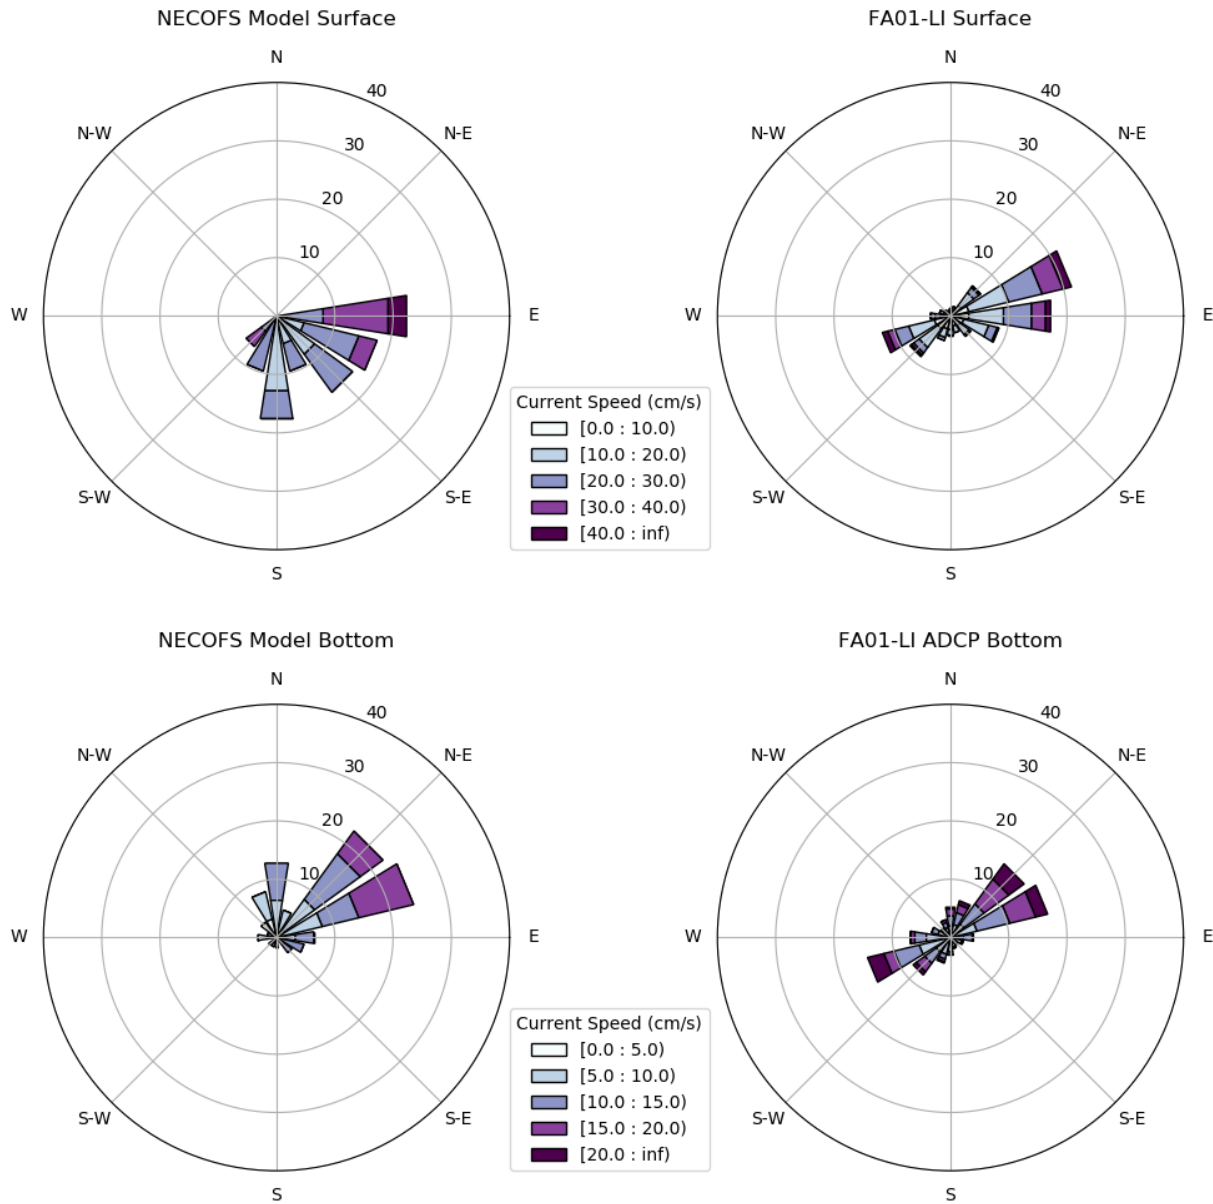 NECOFS Model Surface
FA01-LI Surface
N
N
40
40
N-W
N-E
N-W
N-E
30
30
20
20
10
10
W
E
W
E
Current Speed (cm/s)
[0.0 : 10.0)
[10.0 : 20.0)
[20.0 : 30.0)
[30.0 : 40.0)
[40.0 : inf)
S-W
S-E
S-W
S-E
S
S
NECOFS Model Bottom
FA01-LI ADCP Bottom
N
N
40
40
N-W
N-E
N-W
N-E
30
30
20
20
10
10
W
E
W
E
Current Speed (cm/s)
[0.0 : 5.0)
[5.0 : 10.0)
[10.0 : 15.0)
[15.0 : 20.0)
[20.0 : inf)
S-W
S-E
S-W
S-E
S
S